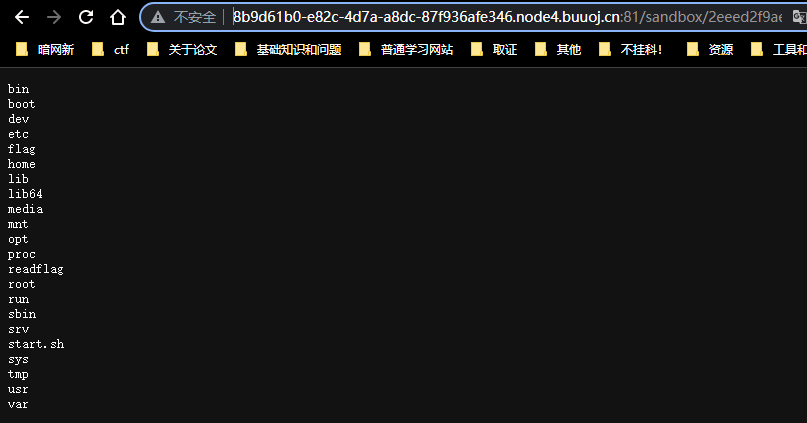 不安全 8b9d61b0-e82c-4d7a-a8dc-87f936afe346.node4.buuoj.cn:81/sandbox/2eeed2f9ae
暗网新 ctf 关于论文 基础知识和问题 普通学习网站 取证 其他 不挂科！ 资源 工具和
bin
boot
dev
etc
flag
home
lib
lib64
media
mnt
opt
proc
readflag
root
run
sbin
srv
start.sh
sys
tmp
usr
var